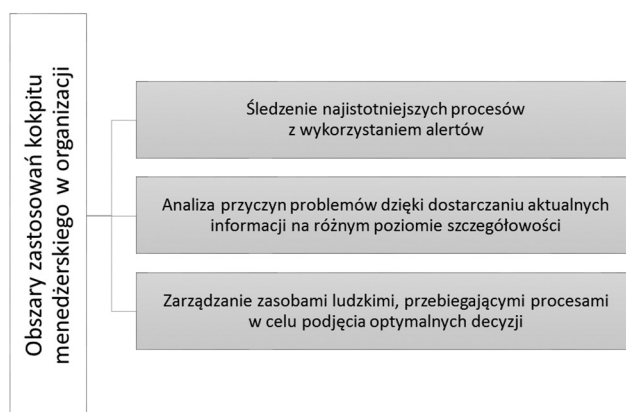 Obszary zastosowań kokpitu
menedżerskiego w organizacji
Śledzenie najistotniejszych procesów
z wykorzystaniem alertów
Analiza przyczyn problemów dzięki dostarczaniu aktualnych
informacji na różnym poziomie szczegółowości
Zarządzanie zasobami ludzkimi, przebiegającymi procesami
w celu podjęcia optymalnych decyzji